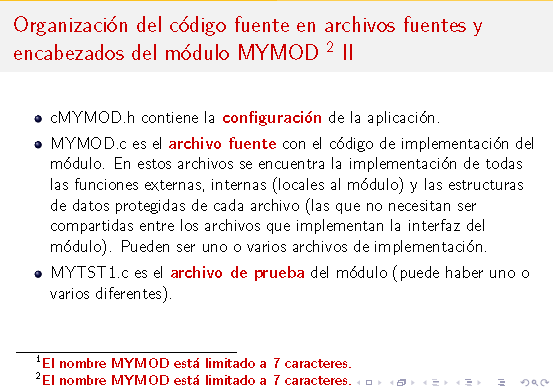 Organización del código fuente en archivos fuentes y
encabezados del módulo MYMOD ² II
cMYMOD.h contiene la configuración de la aplicación.
MYMOD.c es el archivo fuente con el código de implementación del
módulo. En estos archivos se encuentra la implementación de todas
las funciones externas, internas (locales al módulo) y las estructuras
de datos protegidas de cada archivo (las que no necesitan ser
compartidas entre los archivos que implementan la interfaz del
módulo). Pueden ser uno o varios archivos de implementación.
MYTST1.c es el archivo de prueba del módulo (puede haber uno o
varios diferentes).
¹El nombre MYMOD está limitado a 7 caracteres.
²El nombre MYMOD está limitado a 7 caracteres.